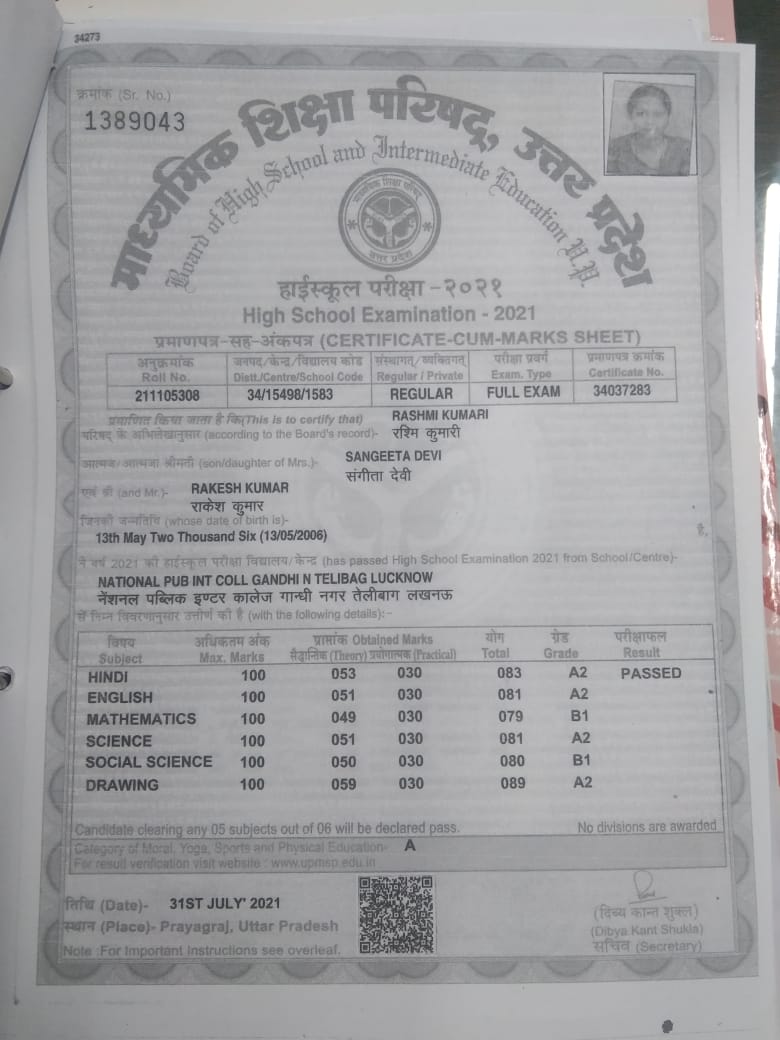 34273
क्रमांक (Sr. No.)
1389043
माध्यमिक शिक्षा परिषद्, उत्तर प्रदेश
Board of High School and Intermediate Education U.P.
माध्यमिक शिक्षा परिषद्
उत्तर प्रदेश
हाईस्कूल परीक्षा - २०२१
High School Examination - 2021
प्रमाणपत्र-सह-अंकपत्र (CERTIFICATE-CUM-MARKS SHEET)
अनुक्रमांक जनपद/केन्द्र/विद्यालय कोड संस्थागत/व्यक्तिगत परीक्षा प्रवर्ग प्रमाणपत्र क्रमांक
Roll No. Distt./Centre/School Code Regular / Private Exam. Type Certificate No.
211105308 34/15498/1583 REGULAR FULL EXAM 34037283
प्रमाणित किया जाता है कि(This is to certify that) RASHMI KUMARI
परिषद के अभिलेखानुसार (according to the Board's record)- रश्मि कुमारी
आत्मज/आत्मजा श्रीमती (son/daughter of Mrs.)- SANGEETA DEVI
संगीता देवी
एवं श्री (and Mr.)- RAKESH KUMAR
राकेश कुमार
जिनकी जन्मतिथि (whose date of birth is)-
13th May Two Thousand Six (13/05/2006) है,
ने वर्ष 2021 की हाईस्कूल परीक्षा विद्यालय/केन्द्र (has passed High School Examination 2021 from School/Centre)-
NATIONAL PUB INT COLL GANDHI N TELIBAG LUCKNOW
नेशनल पब्लिक इण्टर कालेज गान्धी नगर तेलीबाग लखनऊ
से निम्न विवरणानुसार उत्तीर्ण की है (with the following details):-
विषय अधिकतम अंक प्राप्तांक Obtained Marks योग ग्रेड परीक्षाफल
Subject Max. Marks सैद्धान्तिक (Theory) प्रयोगात्मक (Practical) Total Grade Result
HINDI 100 053 030 083 A2 PASSED
ENGLISH 100 051 030 081 A2
MATHEMATICS 100 049 030 079 B1
SCIENCE 100 051 030 081 A2
SOCIAL SCIENCE 100 050 030 080 B1
DRAWING 100 059 030 089 A2
Candidate clearing any 05 subjects out of 06 will be declared pass. No divisions are awarded
Category of Moral, Yoga, Sports and Physical Education- A
For result verification visit website : www.upmsp.edu.in
तिथि (Date)- 31ST JULY' 2021
स्थान (Place)- Prayagraj, Uttar Pradesh
Note :For Important Instructions see overleaf.
(दिव्य कान्त शुक्ल)
(Dibya Kant Shukla)
सचिव (Secretary)